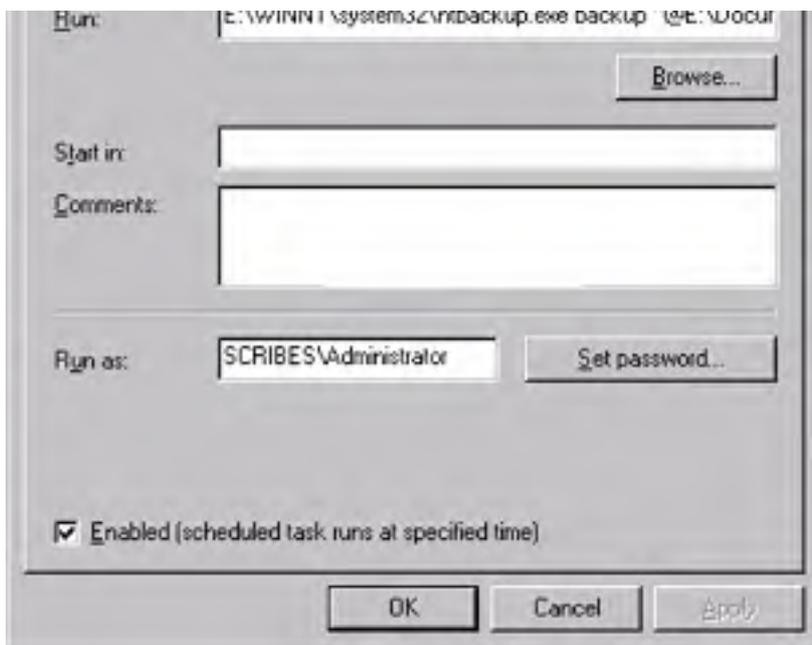 Run: E:\WINNT\system32\ntbackup.exe backup "@E:\Docur
Browse...
Start in:
Comments:
Run as: SCRIBES\Administrator Set password...
Enabled (scheduled task runs at specified time)
OK Cancel Apply